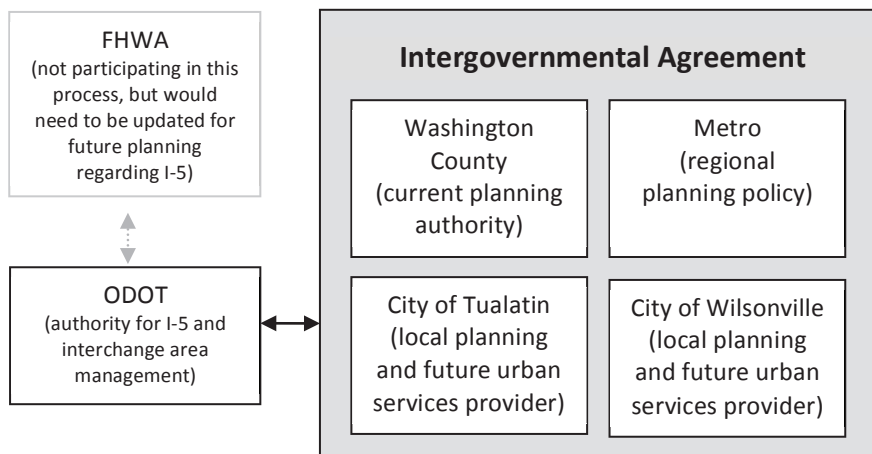 FHWA
(not participating in this
process, but would
need to be updated for
future planning
regarding I-5)
ODOT
(authority for I-5 and
interchange area
management)
Intergovernmental Agreement
Washington
County
(current planning
authority)
Metro
(regional
planning policy)
City of Tualatin
(local planning
and future urban
services provider)
City of Wilsonville
(local planning
and future urban
services provider)